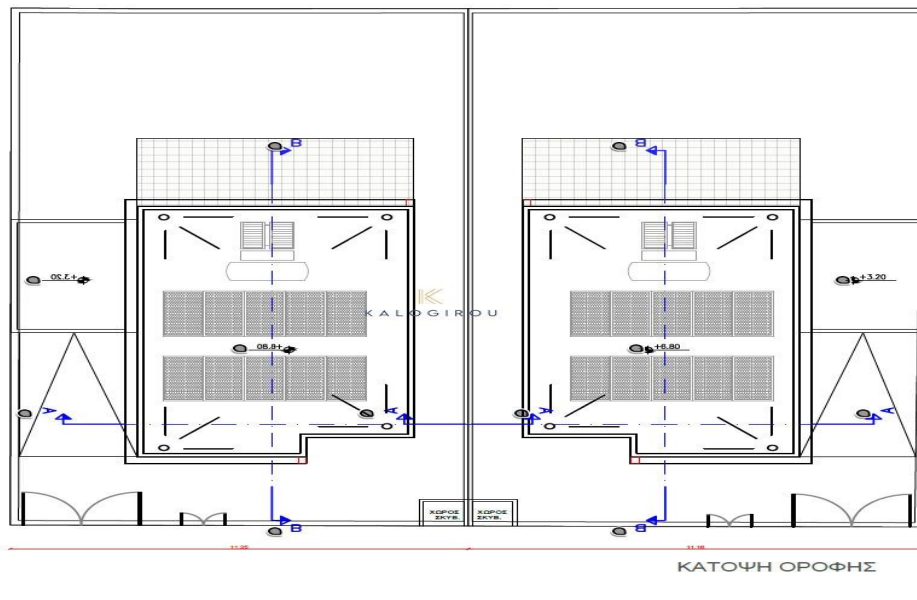 B
B
+3.20
+3.20
KALOGIROU
+6.80
+6.80
A
A
A
A
ΧΩΡΟΣ
ΣΚΥΒ.
ΧΩΡΟΣ
ΣΚΥΒ.
B
B
ΚΑΤΟΨΗ ΟΡΟΦΗΣ